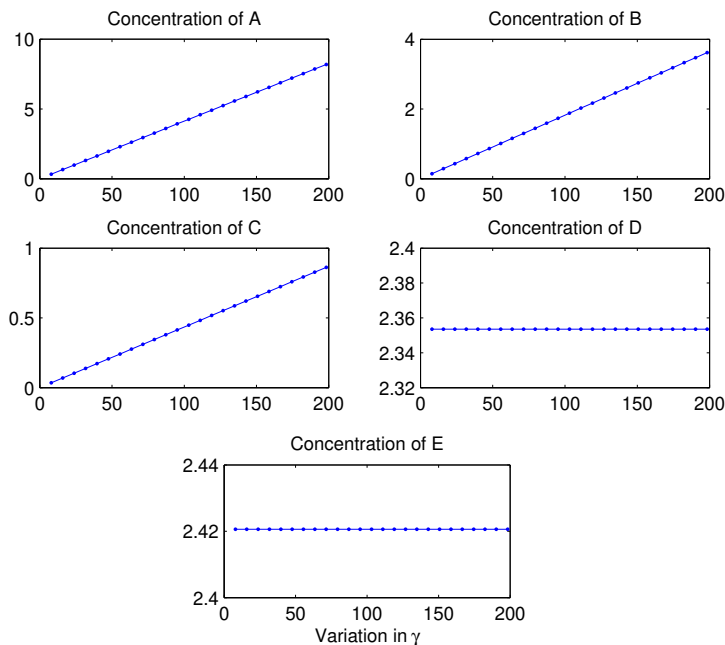 Concentration of A
10
5
0
0 50 100 150 200
Concentration of B
4
2
0
0 50 100 150 200
Concentration of C
1
0.5
0
0 50 100 150 200
Concentration of D
2.4
2.38
2.36
2.34
2.32
0 50 100 150 200
Concentration of E
2.44
2.42
2.4
0 50 100 150 200
Variation in γ